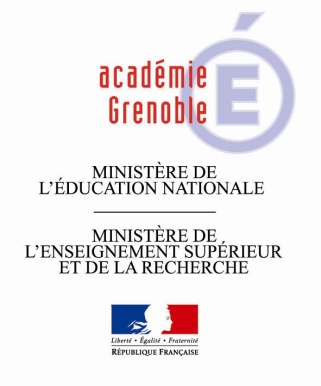 académie
Grenoble
É
MINISTÈRE DE
L'ÉDUCATION NATIONALE
MINISTÈRE DE
L'ENSEIGNEMENT SUPÉRIEUR
ET DE LA RECHERCHE
Liberté • Égalité • Fraternité
RÉPUBLIQUE FRANÇAISE